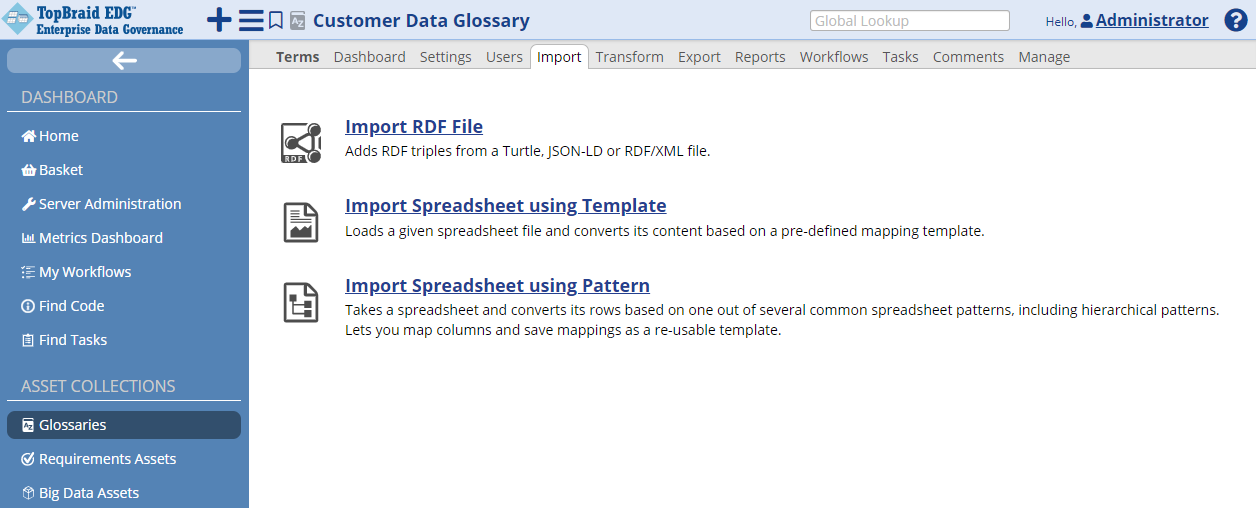 TopBraid EDG™
Enterprise Data Governance
Customer Data Glossary
Global Lookup
Hello, Administrator
Terms Dashboard Settings Users Import Transform Export Reports Workflows Tasks Comments Manage
DASHBOARD
Home
Basket
Server Administration
Metrics Dashboard
My Workflows
Find Code
Find Tasks
ASSET COLLECTIONS
Glossaries
Requirements Assets
Big Data Assets
RDF
Import RDF File
Adds RDF triples from a Turtle, JSON-LD or RDF/XML file.
Import Spreadsheet using Template
Loads a given spreadsheet file and converts its content based on a pre-defined mapping template.
Import Spreadsheet using Pattern
Takes a spreadsheet and converts its rows based on one out of several common spreadsheet patterns, including hierarchical patterns.
Lets you map columns and save mappings as a re-usable template.